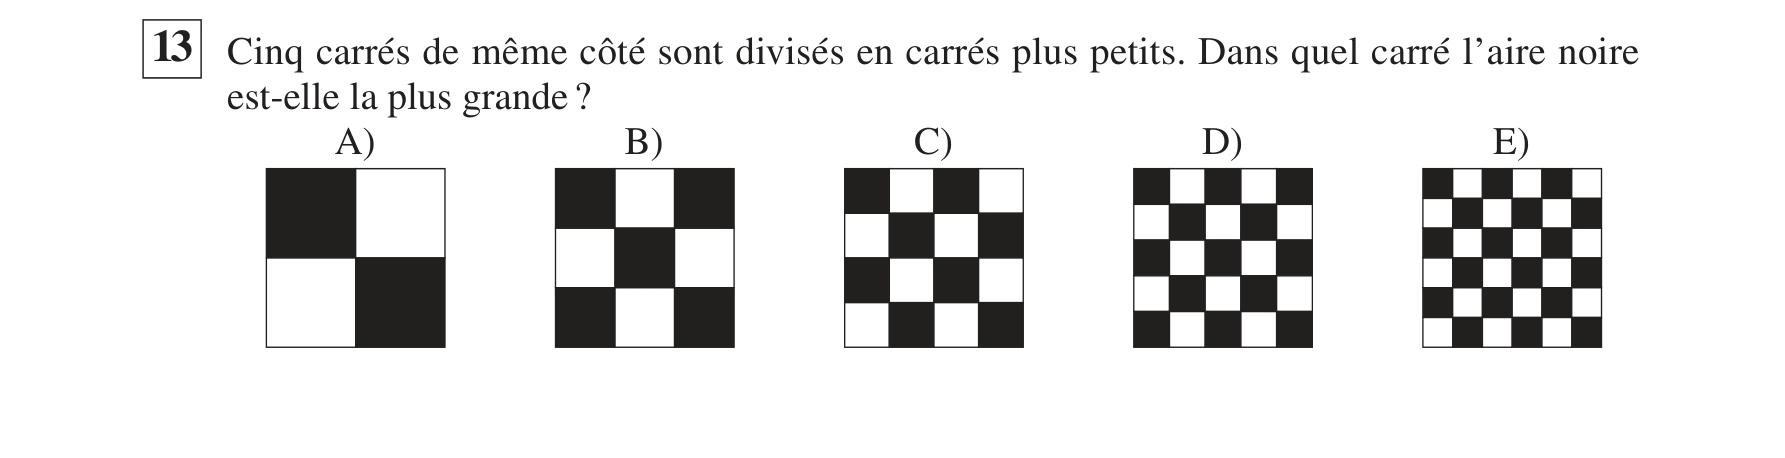 13 Cinq carrés de même côté sont divisés en carrés plus petits. Dans quel carré l’aire noire
est-elle la plus grande ?
A) B) C) D) E)